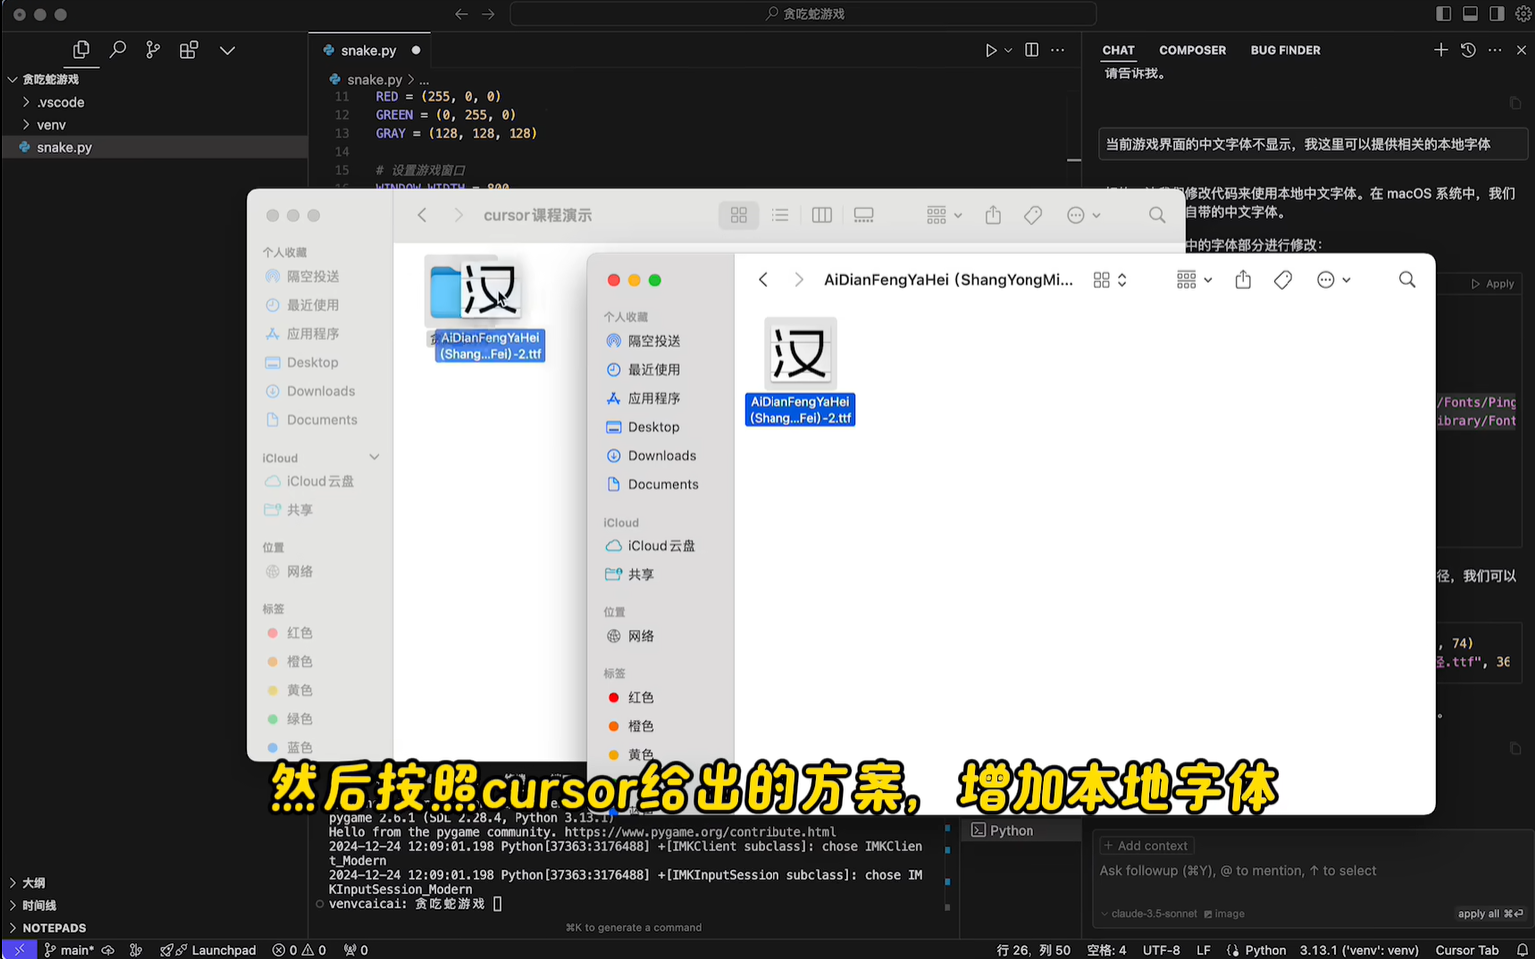 贪吃蛇游戏
snake.py
CHAT
COMPOSER
BUG FINDER
贪吃蛇游戏
.vscode
venv
snake.py
snake.py > ...
11 RED = (255, 0, 0)
12 GREEN = (0, 255, 0)
13 GRAY = (128, 128, 128)
14
15 # 设置游戏窗口
16 WINDOW_WIDTH = 800
请告诉我。
当前游戏界面的中文字体不显示，我这里可以提供相关的本地字体
修改代码来使用本地中文字体。在 macOS 系统中，我们
自带的中文字体。
中的字体部分进行修改：
Apply
/Fonts/Ping
ibrary/Font
径，我们可以
, 74)
径.ttf", 36
cursor课程演示
个人收藏
隔空投送
最近使用
应用程序
Desktop
Downloads
Documents
iCloud
iCloud云盘
共享
位置
网络
标签
红色
橙色
黄色
绿色
蓝色
汉
AiDianFengYaHei
(Shang...Fei)-2.ttf
AiDianFengYaHei (ShangYongMi...
个人收藏
隔空投送
最近使用
应用程序
Desktop
Downloads
Documents
iCloud
iCloud云盘
共享
位置
网络
标签
红色
橙色
黄色
汉
AiDianFengYaHei
(Shang...Fei)-2.ttf
然后按照cursor给出的方案，增加本地字体
pygame 2.6.1 (SDL 2.28.4, Python 3.13.1)
Hello from the pygame community. https://www.pygame.org/contribute.html
2024-12-24 12:09:01.198 Python[37363:3176488] +[IMKClient subclass]: chose IMKClien
t_Modern
2024-12-24 12:09:01.198 Python[37363:3176488] +[IMKInputSession subclass]: chose IM
KInputSession_Modern
venvcaicai: 贪吃蛇游戏
⌘K to generate a command
Python
+ Add context
Ask followup (⌘Y), @ to mention, ↑ to select
claude-3.5-sonnet
image
apply all ⌘⏎
大纲
时间线
NOTEPADS
main*
Launchpad
0
0
0
行 26, 列 50
空格: 4
UTF-8
LF
Python
3.13.1 ('venv': venv)
Cursor Tab